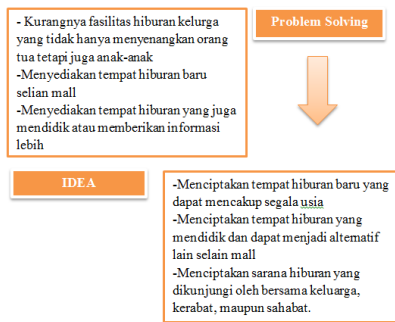 - Kurangnya fasilitas hiburan kelurga
yang tidak hanya menyenangkan orang
tua tetapi juga anak-anak
-Menyediakan tempat hiburan baru
selian mall
-Menyediakan tempat hiburan yang juga
mendidik atau memberikan informasi
lebih
Problem Solving
IDEA
-Menciptakan tempat hiburan baru yang
dapat mencakup segala usia
-Menciptakan tempat hiburan yang
mendidik dan dapat menjadi alternatif
lain selain mall
-Menciptakan sarana hiburan yang
dikunjungi oleh bersama keluarga,
kerabat, maupun sahabat.